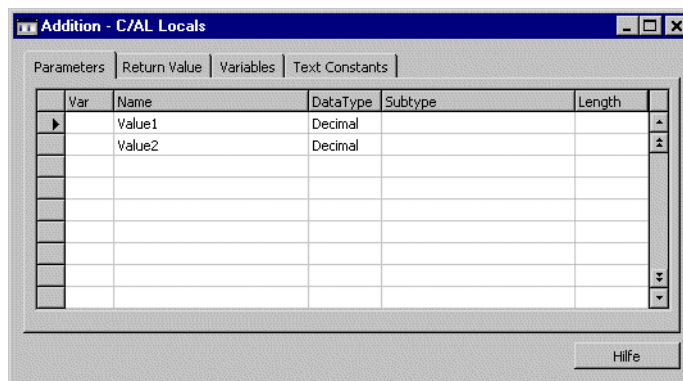 Addition - C/AL Locals
Parameters Return Value Variables Text Constants
Var Name DataType Subtype Length
Value1 Decimal
Value2 Decimal
Hilfe